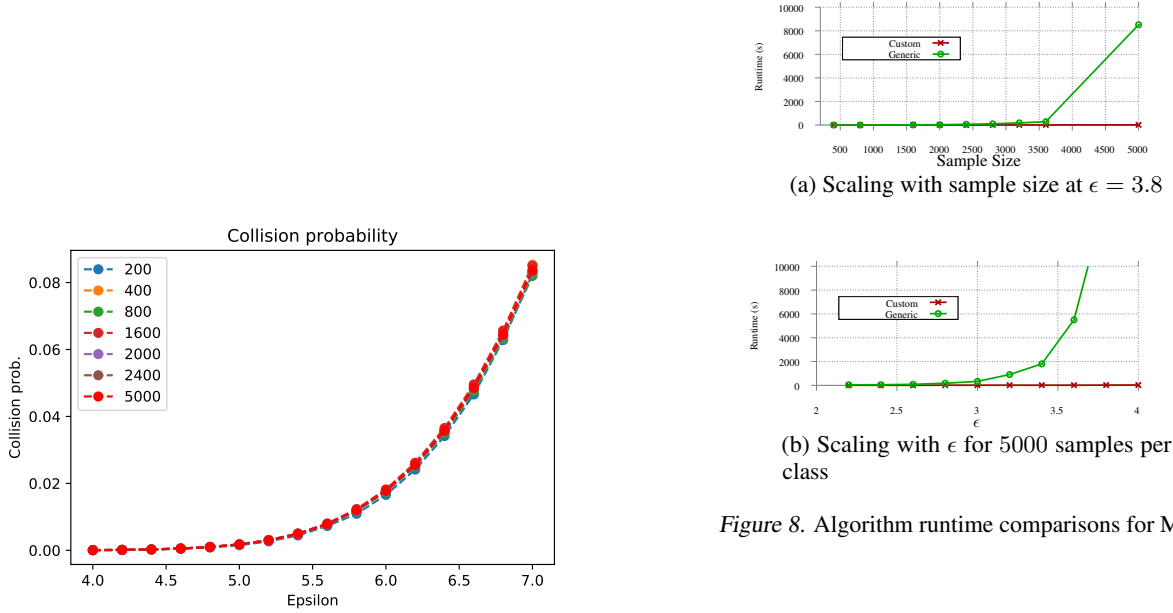 Collision probability
Collision prob.
0.08
0.06
0.04
0.02
0.00
200
400
800
1600
2000
2400
5000
4.0 4.5 5.0 5.5 6.0 6.5 7.0
Epsilon
Runtime (s)
10000
8000
6000
4000
2000
0
Custom
Generic
500 1000 1500 2000 2500 3000 3500 4000 4500 5000
Sample Size
(a) Scaling with sample size at ϵ = 3.8
Runtime (s)
10000
8000
6000
4000
2000
0
Custom
Generic
2 2.5 3 3.5 4
ϵ
(b) Scaling with ϵ for 5000 samples per
class
Figure 8. Algorithm runtime comparisons for M